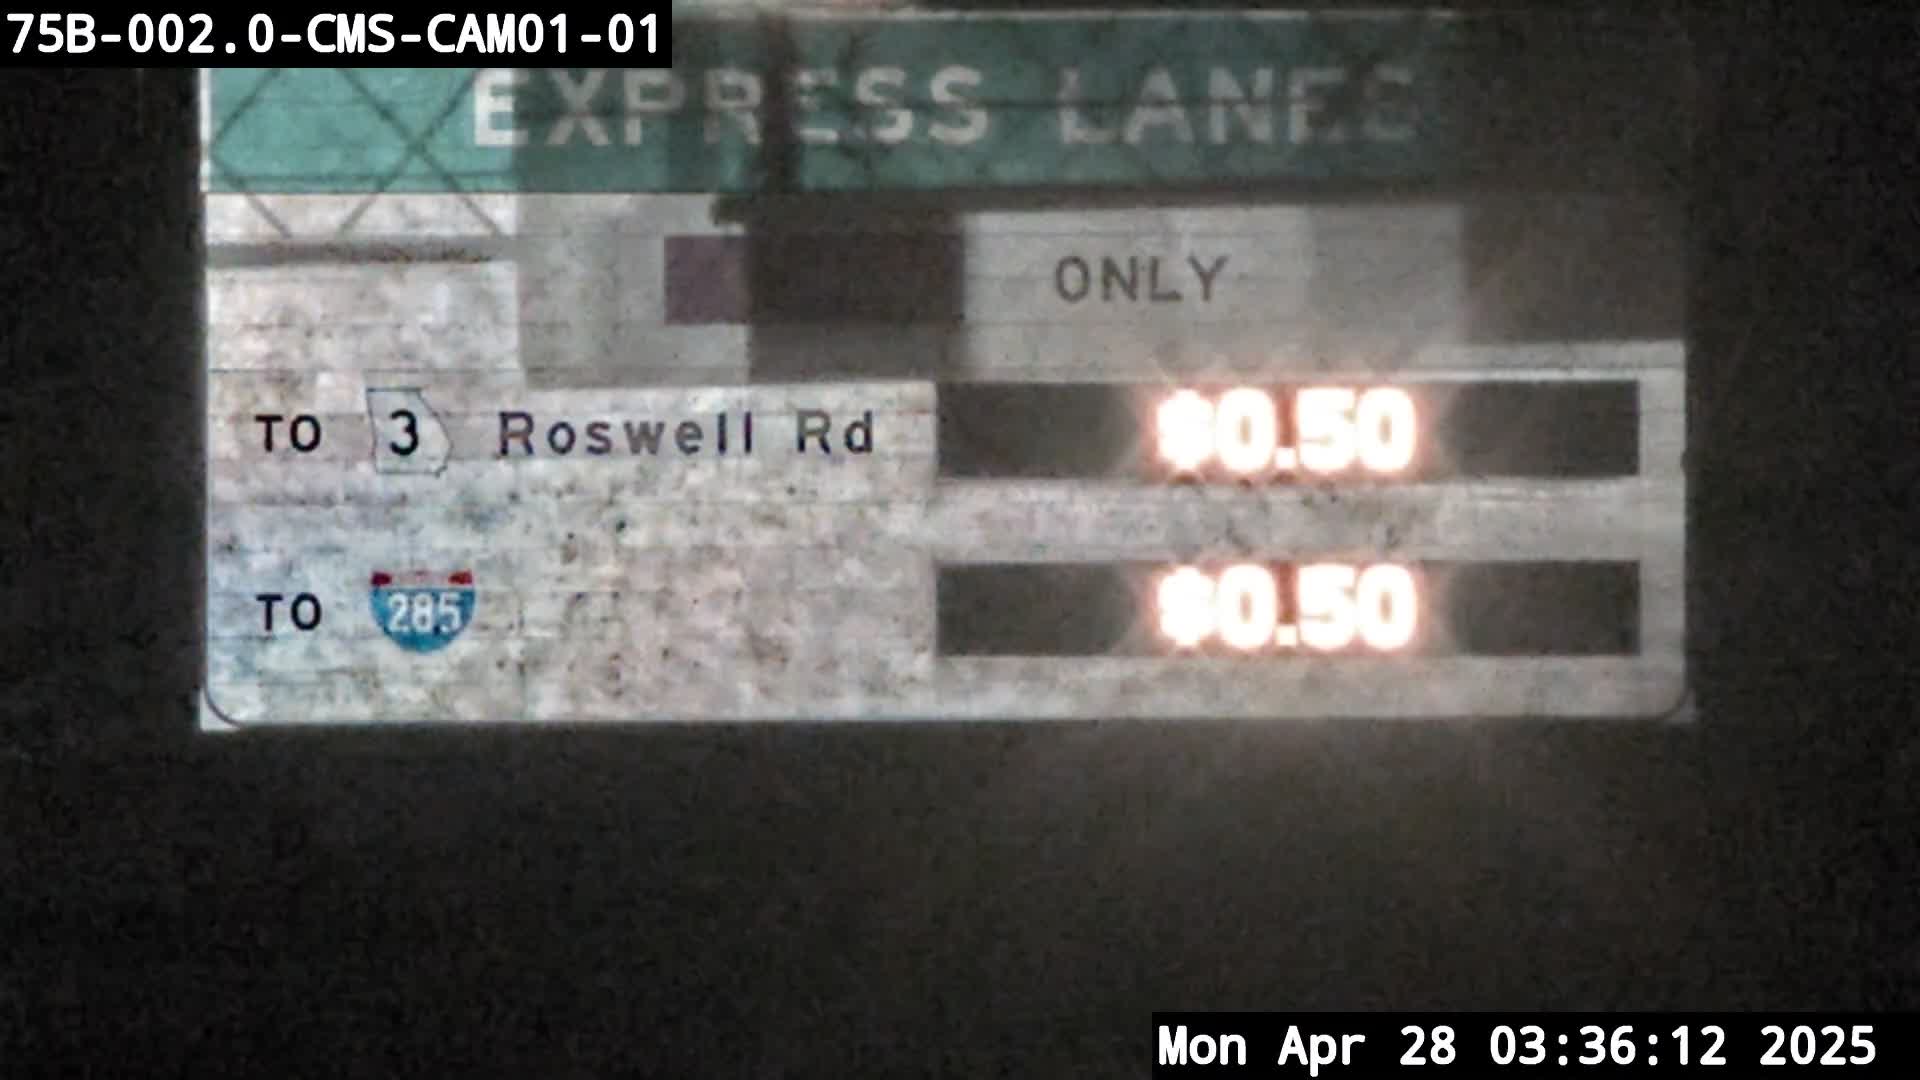 75B-002.0-CMS-CAM01-01
EXPRESS LANES
ONLY
TO 3 Roswell Rd $0.50
TO 285 $0.50
Mon Apr 28 03:36:12 2025